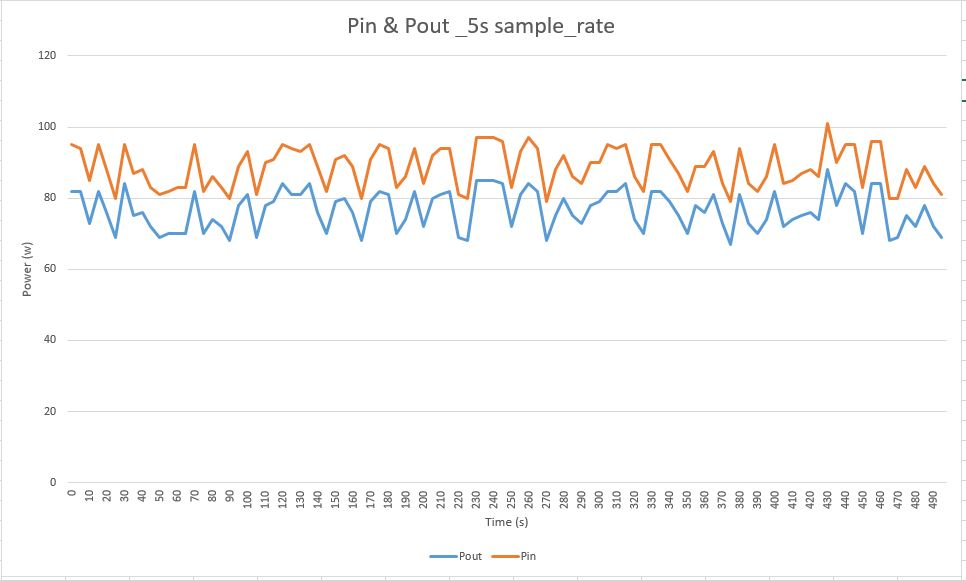 Pin & Pout _5s sample_rate
120
100
80
60
40
20
0
Power (w)
0 10 20 30 40 50 60 70 80 90 100 110 120 130 140 150 160 170 180 190 200 210 220 230 240 250 260 270 280 290 300 310 320 330 340 350 360 370 380 390 400 410 420 430 440 450 460 470 480 490
Time (s)
Pout Pin